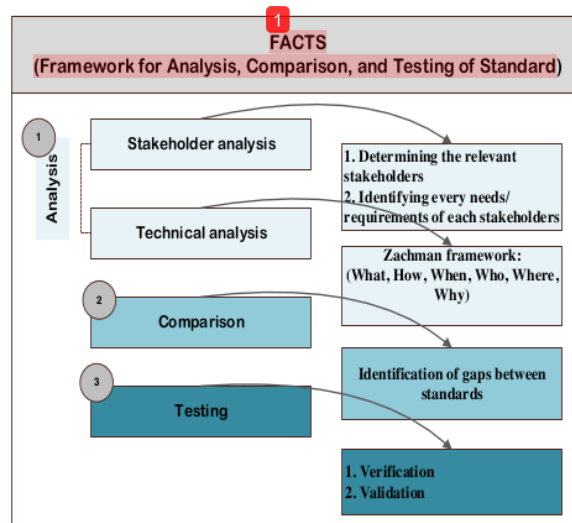 1
FACTS
(Framework for Analysis, Comparison, and Testing of Standard)
1
Analysis
Stakeholder analysis
1. Determining the relevant
stakeholders
2. Identifying every needs/
requirements of each stakeholders
Technical analysis
Zachman framework:
(What, How, When, Who, Where,
Why)
2
Comparison
Identification of gaps between
standards
3
Testing
1. Verification
2. Validation